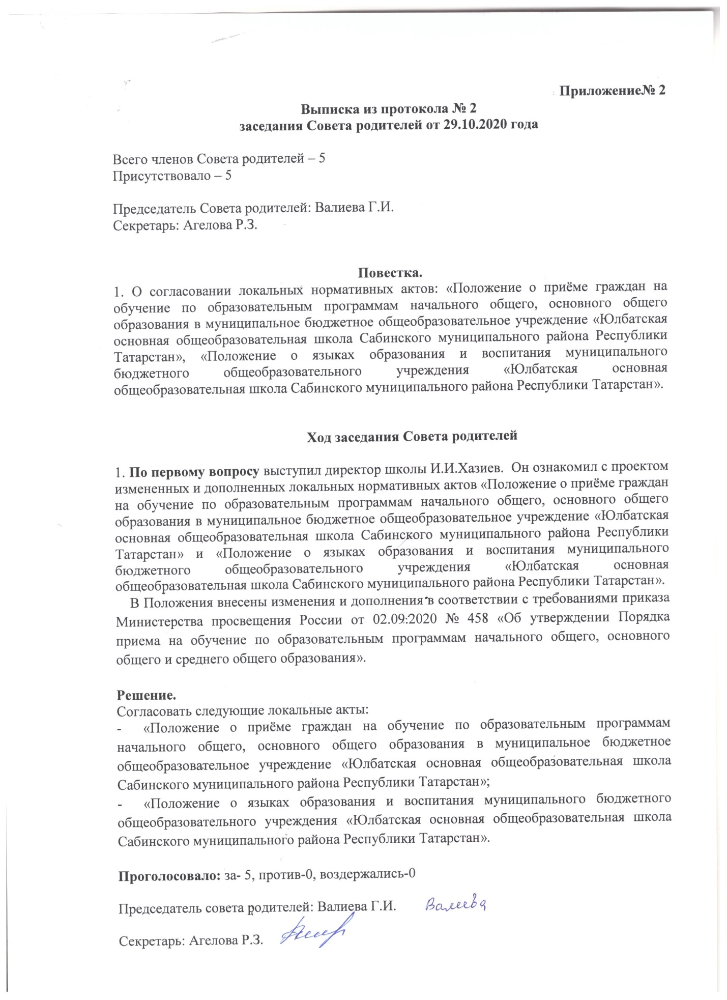 Приложение№ 2
Выписка из протокола № 2
заседания Совета родителей от 29.10.2020 года
Всего членов Совета родителей – 5
Присутствовало – 5
Председатель Совета родителей: Валиева Г.И.
Секретарь: Агелова Р.З.
Повестка.
1. О согласовании локальных нормативных актов: «Положение о приёме граждан на
обучение по образовательным программам начального общего, основного общего
образования в муниципальное бюджетное общеобразовательное учреждение «Юлбатская
основная общеобразовательная школа Сабинского муниципального района Республики
Татарстан», «Положение о языках образования и воспитания муниципального
бюджетного общеобразовательного учреждения «Юлбатская основная
общеобразовательная школа Сабинского муниципального района Республики Татарстан».
Ход заседания Совета родителей
1. По первому вопросу выступил директор школы И.И.Хазиев. Он ознакомил с проектом
измененных и дополненных локальных нормативных актов «Положение о приёме граждан
на обучение по образовательным программам начального общего, основного общего
образования в муниципальное бюджетное общеобразовательное учреждение «Юлбатская
основная общеобразовательная школа Сабинского муниципального района Республики
Татарстан» и «Положение о языках образования и воспитания муниципального
бюджетного общеобразовательного учреждения «Юлбатская основная
общеобразовательная школа Сабинского муниципального района Республики Татарстан».
В Положения внесены изменения и дополнения в соответствии с требованиями приказа
Министерства просвещения России от 02.09.2020 № 458 «Об утверждении Порядка
приема на обучение по образовательным программам начального общего, основного
общего и среднего общего образования».
Решение.
Согласовать следующие локальные акты:
- «Положение о приёме граждан на обучение по образовательным программам
начального общего, основного общего образования в муниципальное бюджетное
общеобразовательное учреждение «Юлбатская основная общеобразовательная школа
Сабинского муниципального района Республики Татарстан»;
- «Положение о языках образования и воспитания муниципального бюджетного
общеобразовательного учреждения «Юлбатская основная общеобразовательная школа
Сабинского муниципального района Республики Татарстан».
Проголосовало: за- 5, против-0, воздержались-0
Председатель совета родителей: Валиева Г.И. Валиева
Секретарь: Агелова Р.З.